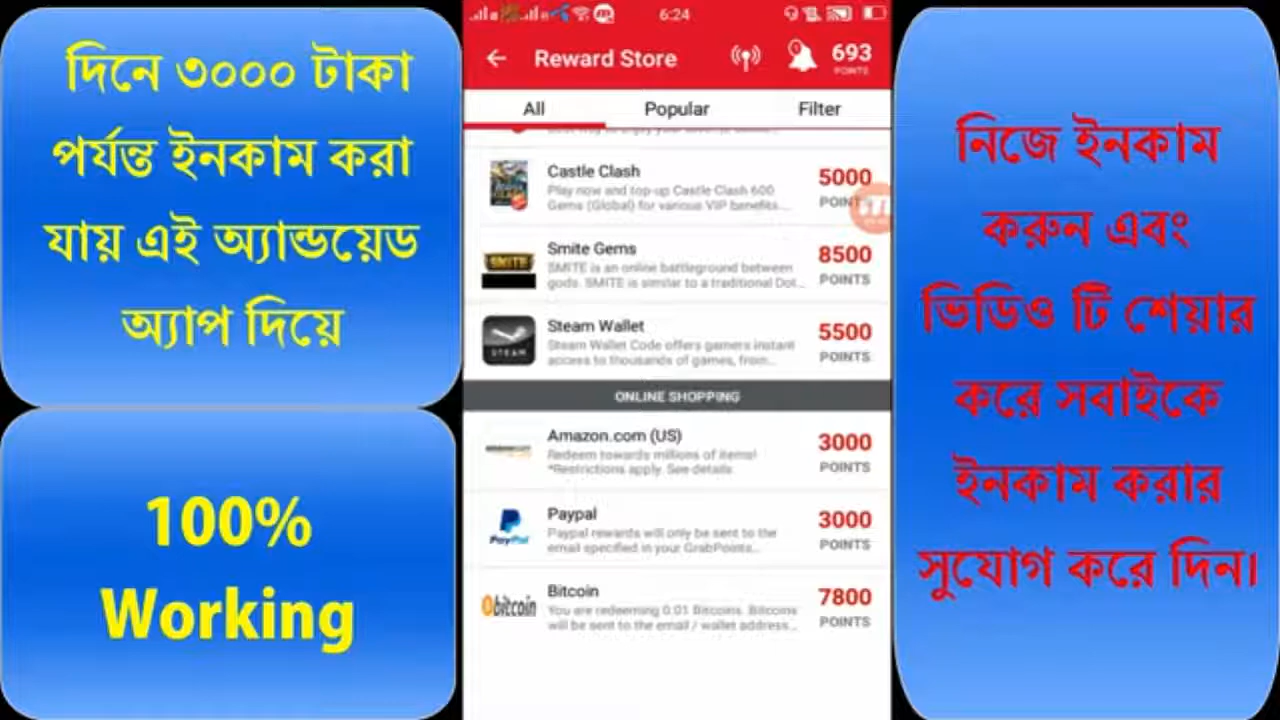 দিনে ৩০০০ টাকা
পর্যন্ত ইনকাম করা
যায় এই অ্যান্ডয়েড
অ্যাপ দিয়ে
100%
Working
6:24
Reward Store
693
POINTS
All
Popular
Filter
Castle Clash
Play now and top-up Castle Clash 600
Gems (Global) for various VIP benefits...
5000
POINT
Smite Gems
SMITE is an online battleground between
gods. SMITE is similar to a traditional Dot...
8500
POINTS
SMITE
Steam Wallet
Steam Wallet Code offers gamers instant
access to thousands of games, from...
5500
POINTS
STEAM
ONLINE SHOPPING
Amazon.com (US)
Redeem towards millions of items!
*Restrictions apply. See details
3000
POINTS
Paypal
Paypal rewards will only be sent to the
email specified in your GrabPoints...
3000
POINTS
PayPal
Bitcoin
You are redeeming 0.01 Bitcoins. Bitcoins
will be sent to the email / wallet address...
7800
POINTS
bitcoin
নিজে ইনকাম
করুন এবং
ভিডিও টি শেয়ার
করে সবাইকে
ইনকাম করার
সুযোগ করে দিন।